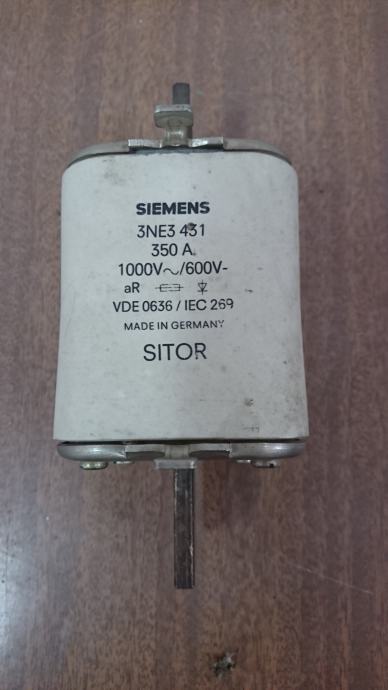 SIEMENS
3NE3 431
350 A
1000V~/600V-
aR
VDE 0636 / IEC 269
MADE IN GERMANY
SITOR